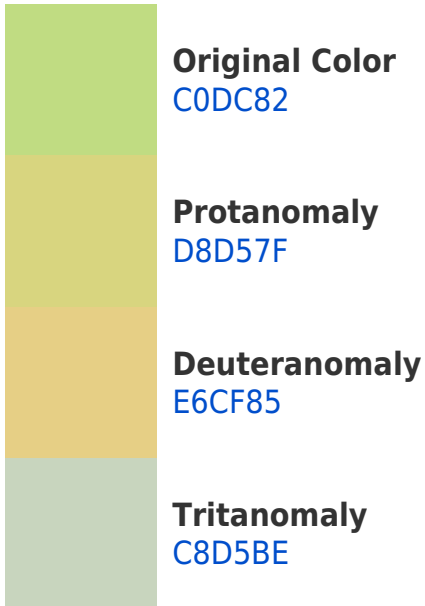 Original Color
C0DC82
Protanomaly
D8D57F
Deuteranomaly
E6CF85
Tritanomaly
C8D5BE